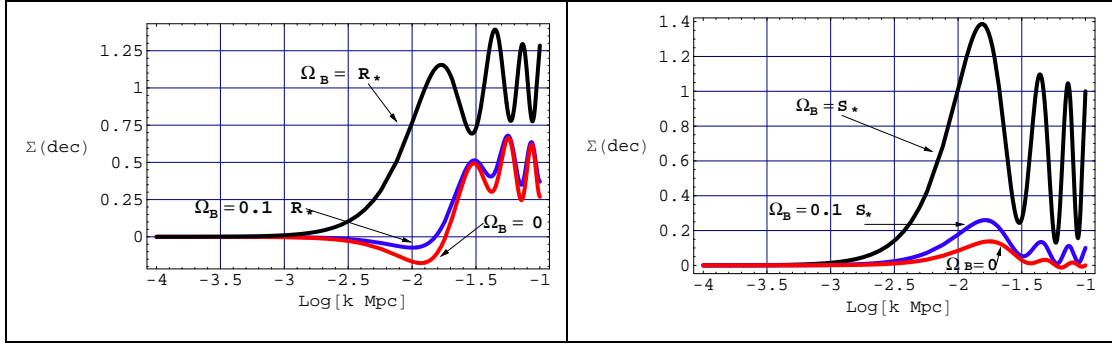 1.25
1
0.75
0.5
0.25
0
Σ(dec)
Ω_B = R_*
Ω_B = 0.1 R_*
Ω_B = 0
-4 -3.5 -3 -2.5 -2 -1.5 -1
Log[k Mpc]
1.4
1.2
1
0.8
0.6
0.4
0.2
0
Σ(dec)
Ω_B = S_*
Ω_B = 0.1 S_*
Ω_B = 0
-4 -3.5 -3 -2.5 -2 -1.5 -1
Log[k Mpc]